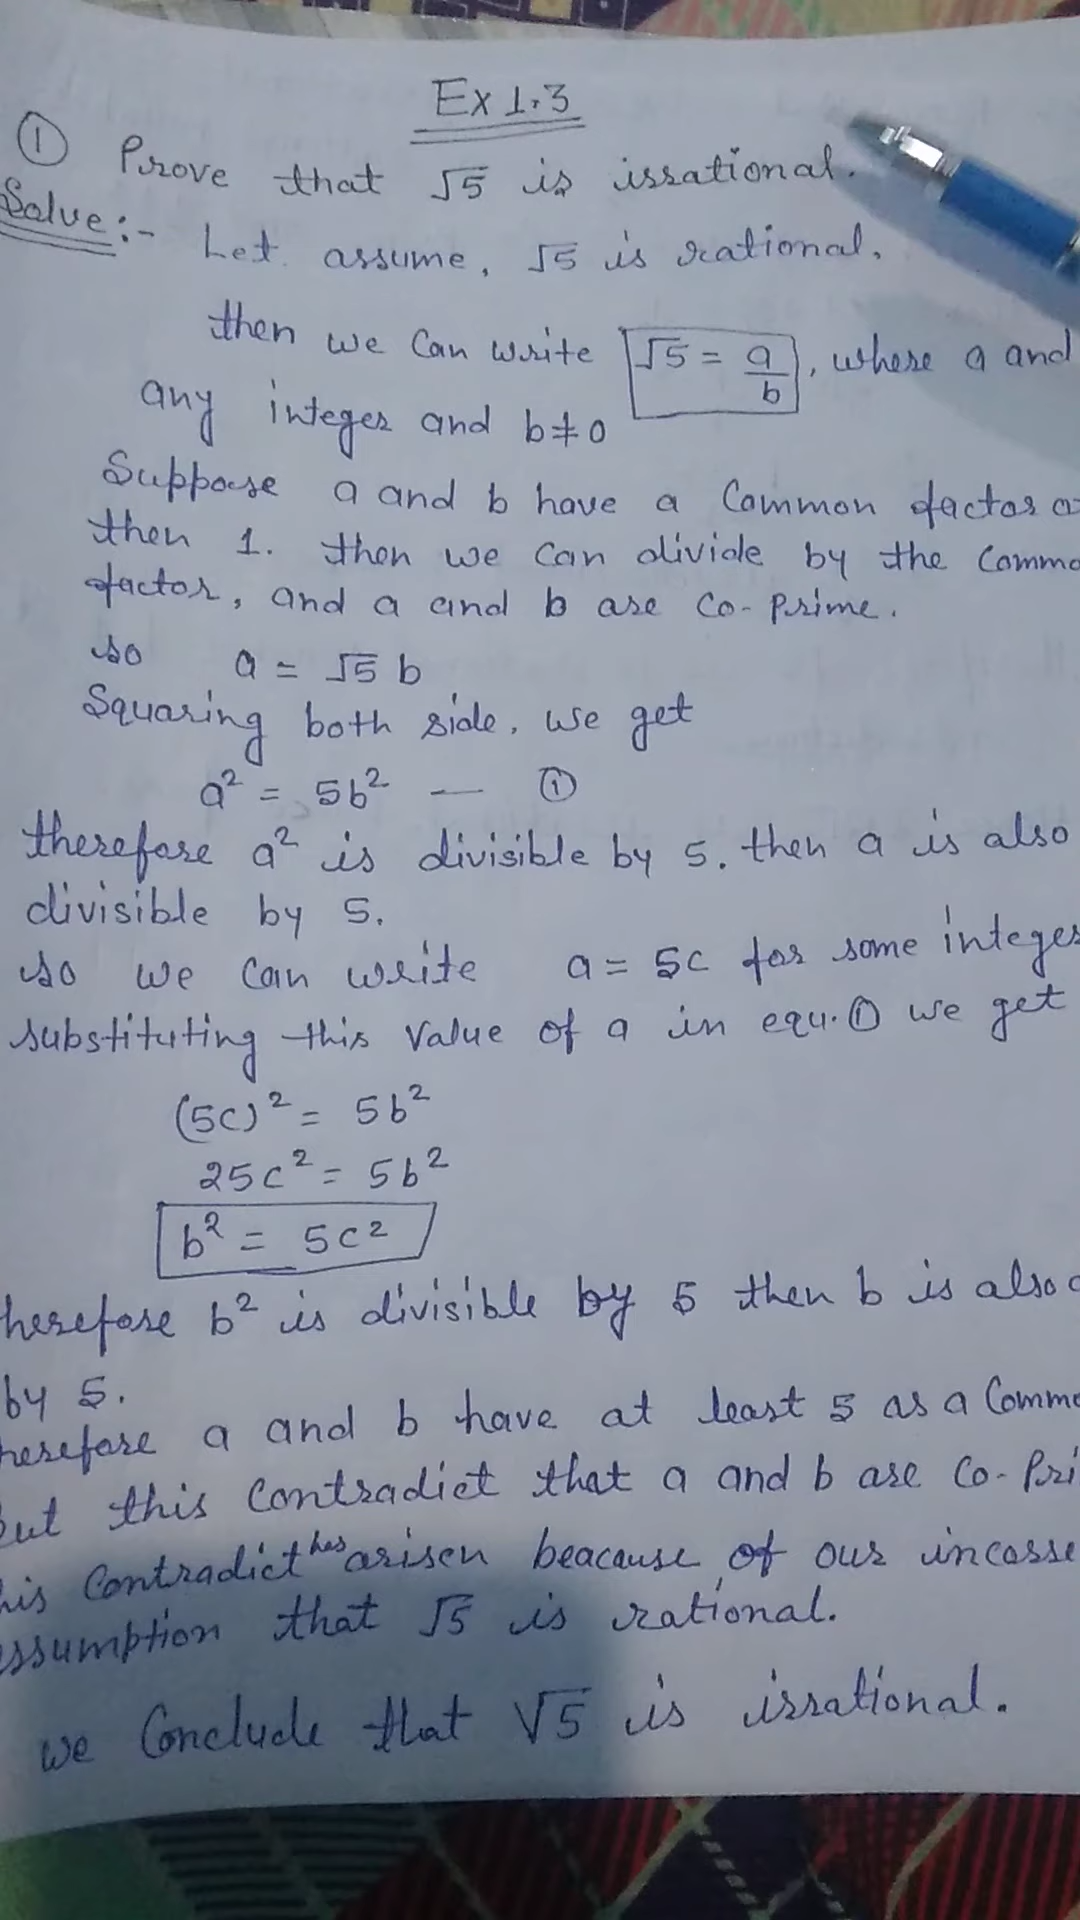 Ex 1.3
① Prove that √5 is irrational.
Solve:- Let assume, √5 is rational.
then we can write √5 = a/b, where a and
any integer and b≠0
Suppose a and b have a common factor
then 1. then we can divide by the commo
factor, and a and b are co-prime.
so a = √5 b
Squaring both side, we get
a² = 5b² — ①
therefore a² is divisible by 5. then a is also
divisible by 5.
so we can write a = 5c for some integer
substituting this value of a in equ.① we get
(5c)² = 5b²
25c² = 5b²
b² = 5c²
herefore b² is divisible by 5 then b is also
by 5.
herefore a and b have at least 5 as a commo
but this contradict that a and b are co-pri
his contradict has arisen beacause of our incorre
ssumption that √5 is rational.
we conclude that √5 is irrational.